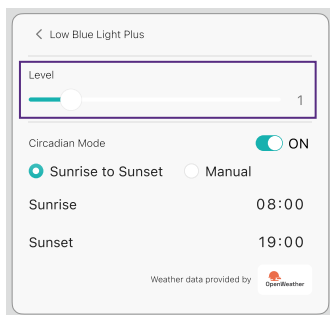 Low Blue Light Plus
Level
1
Circadian Mode ON
Sunrise to Sunset Manual
Sunrise 08:00
Sunset 19:00
Weather data provided by OpenWeather